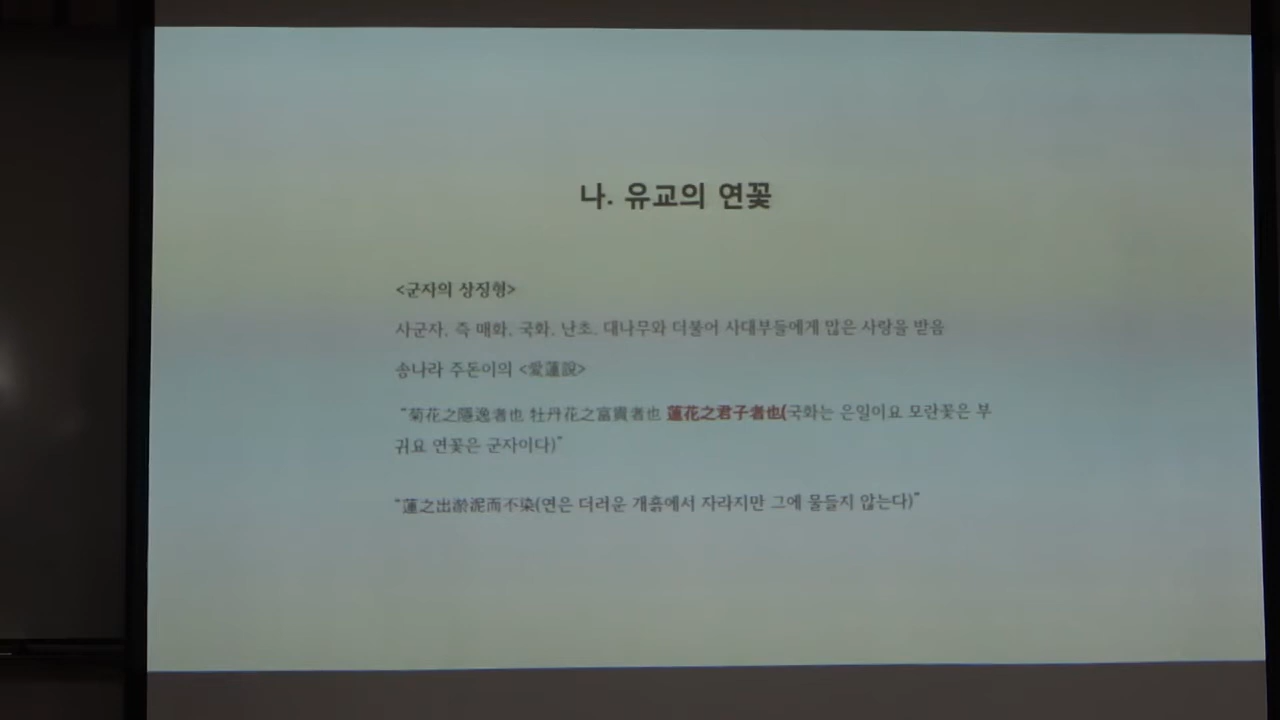 나. 유교의 연꽃
<군자의 상징형>
사군자, 즉 매화, 국화, 난초, 대나무와 더불어 사대부들에게 많은 사랑을 받음
송나라 주돈이의 <愛蓮說>
“菊花之隱逸者也 牡丹花之富貴者也 蓮花之君子者也(국화는 은일이요 모란꽃은 부
귀요 연꽃은 군자이다)”
“蓮之出淤泥而不染(연은 더러운 개흙에서 자라지만 그에 물들지 않는다)”